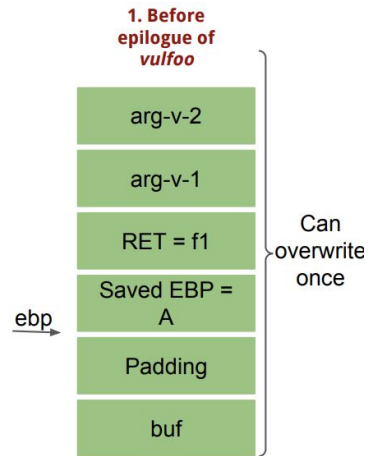 1. Before
epilogue of
vulfoo
arg-v-2
arg-v-1
RET = f1
Saved EBP =
A
ebp
Padding
buf
Can
overwrite
once